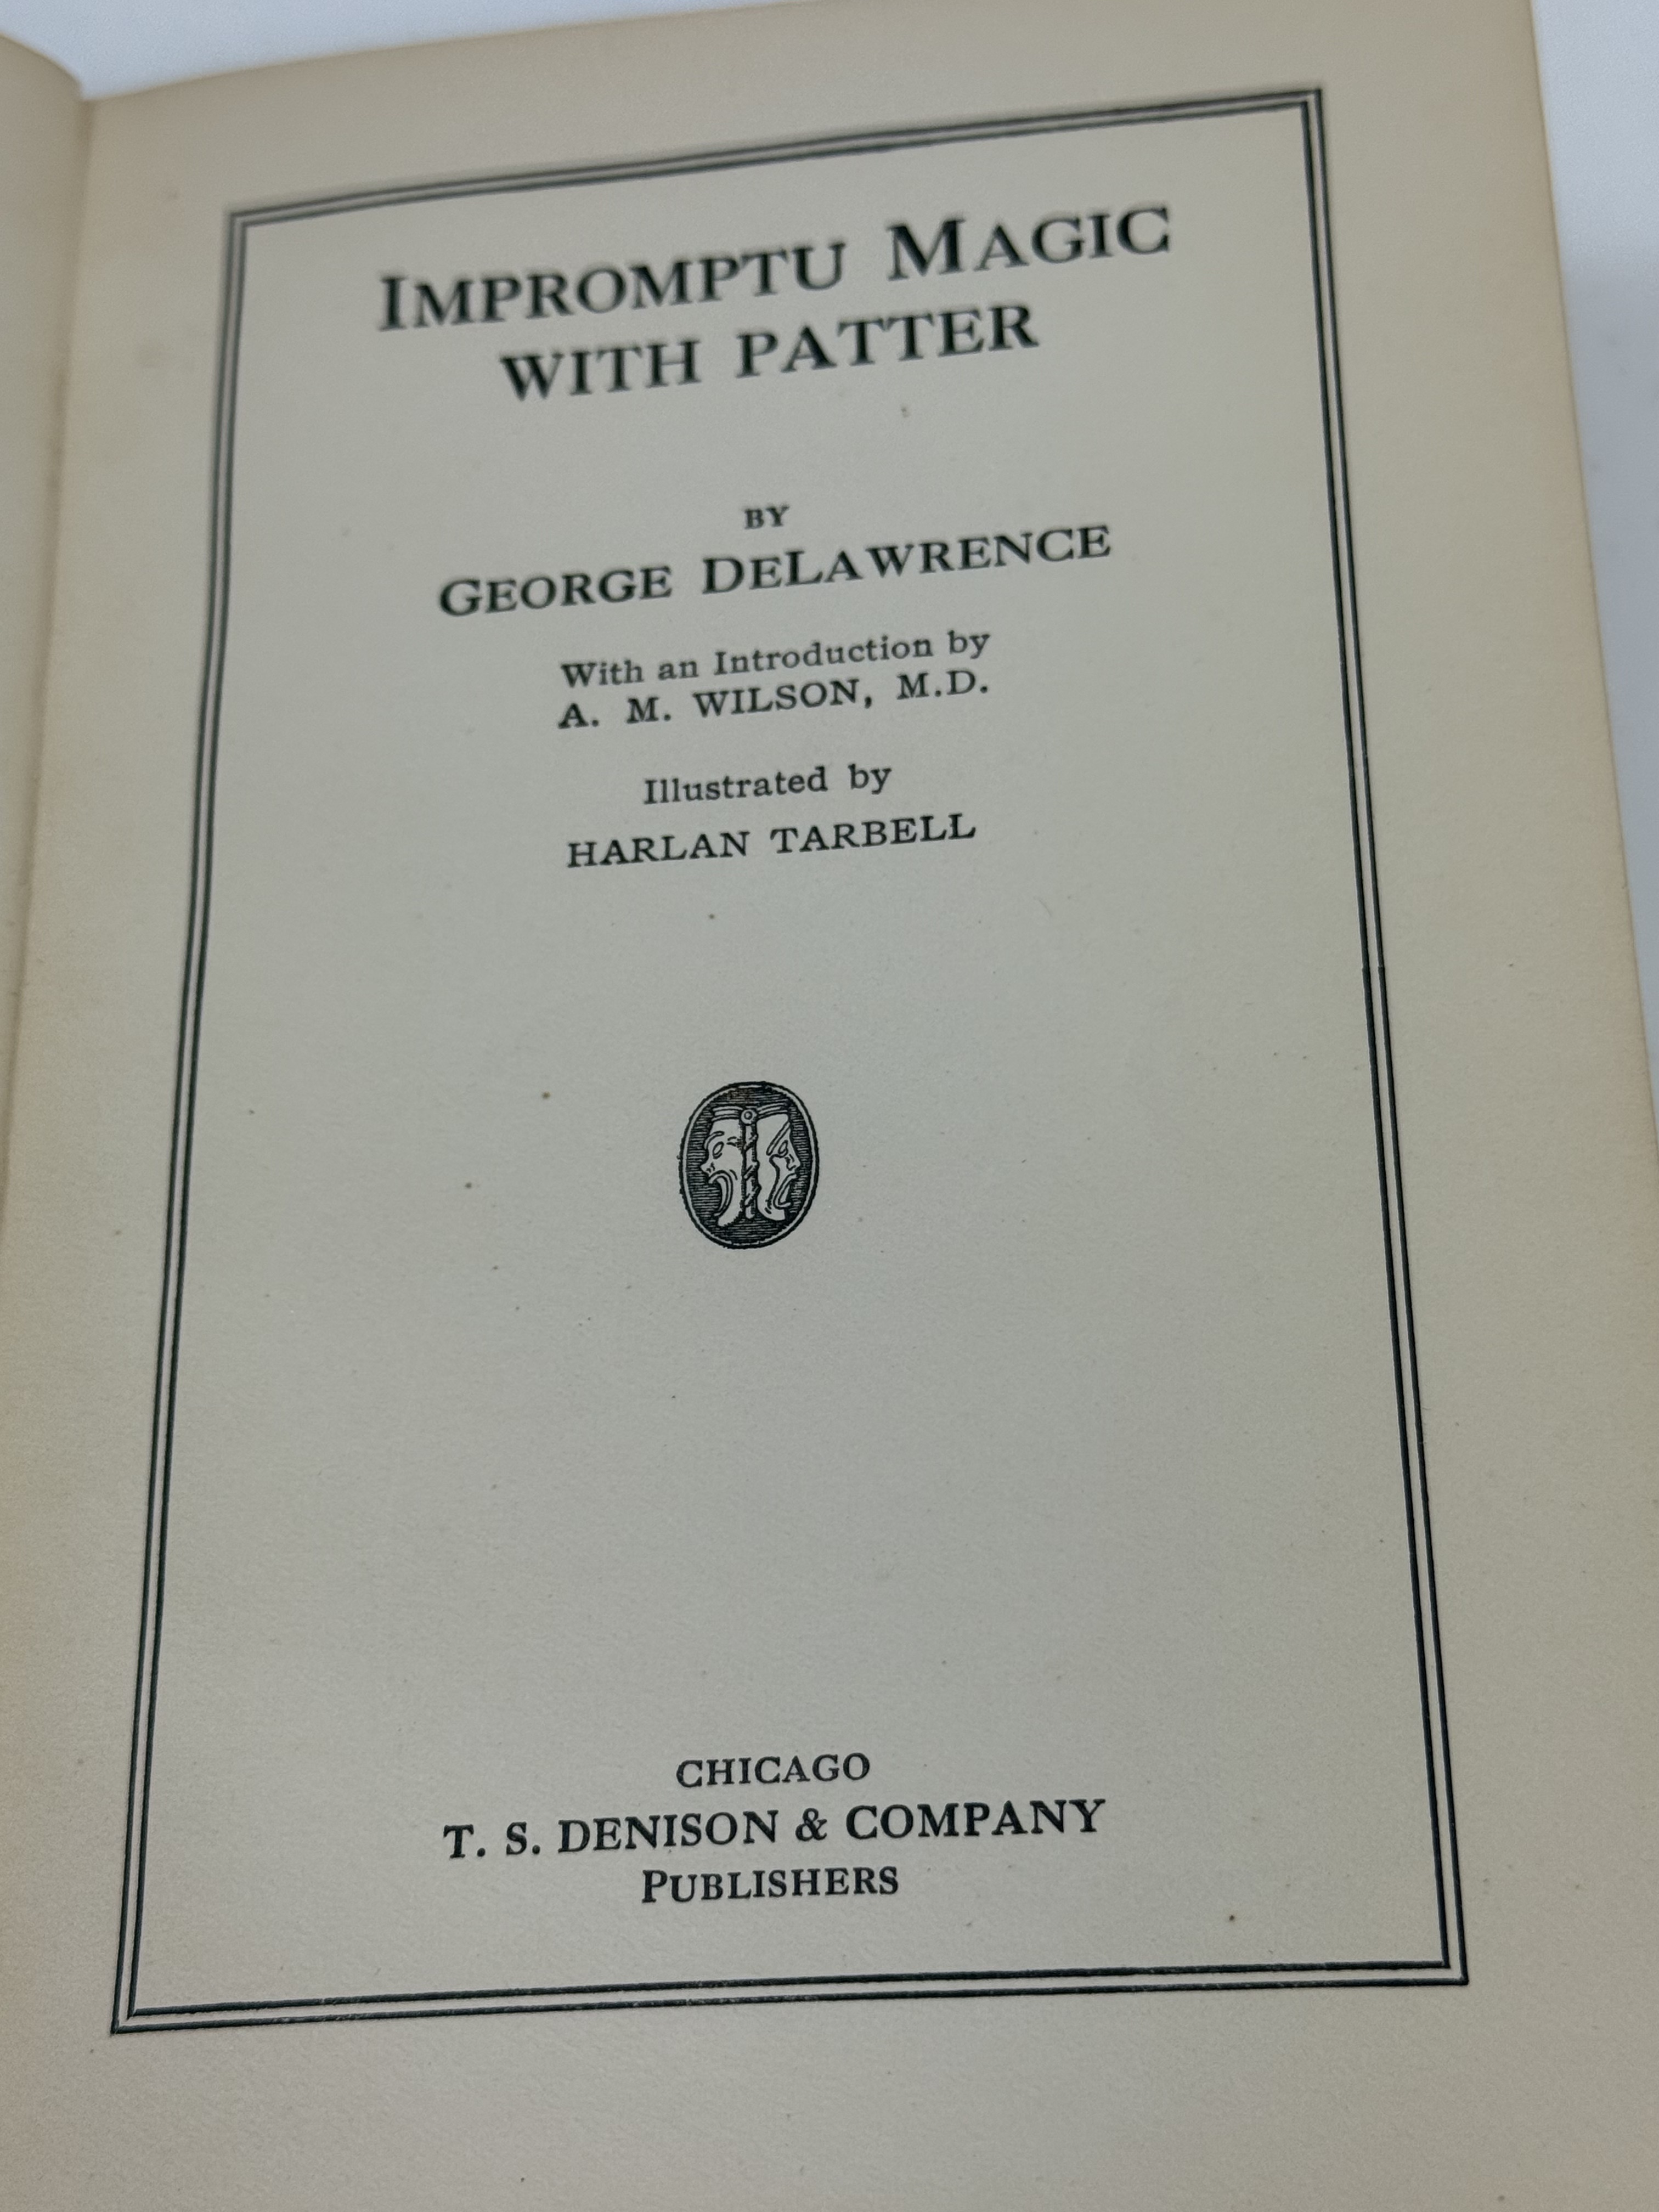 IMPROMPTU MAGIC
WITH PATTER
BY
GEORGE DELAWRENCE
With an Introduction by
A. M. WILSON, M.D.
Illustrated by
HARLAN TARBELL
CHICAGO
T. S. DENISON & COMPANY
PUBLISHERS